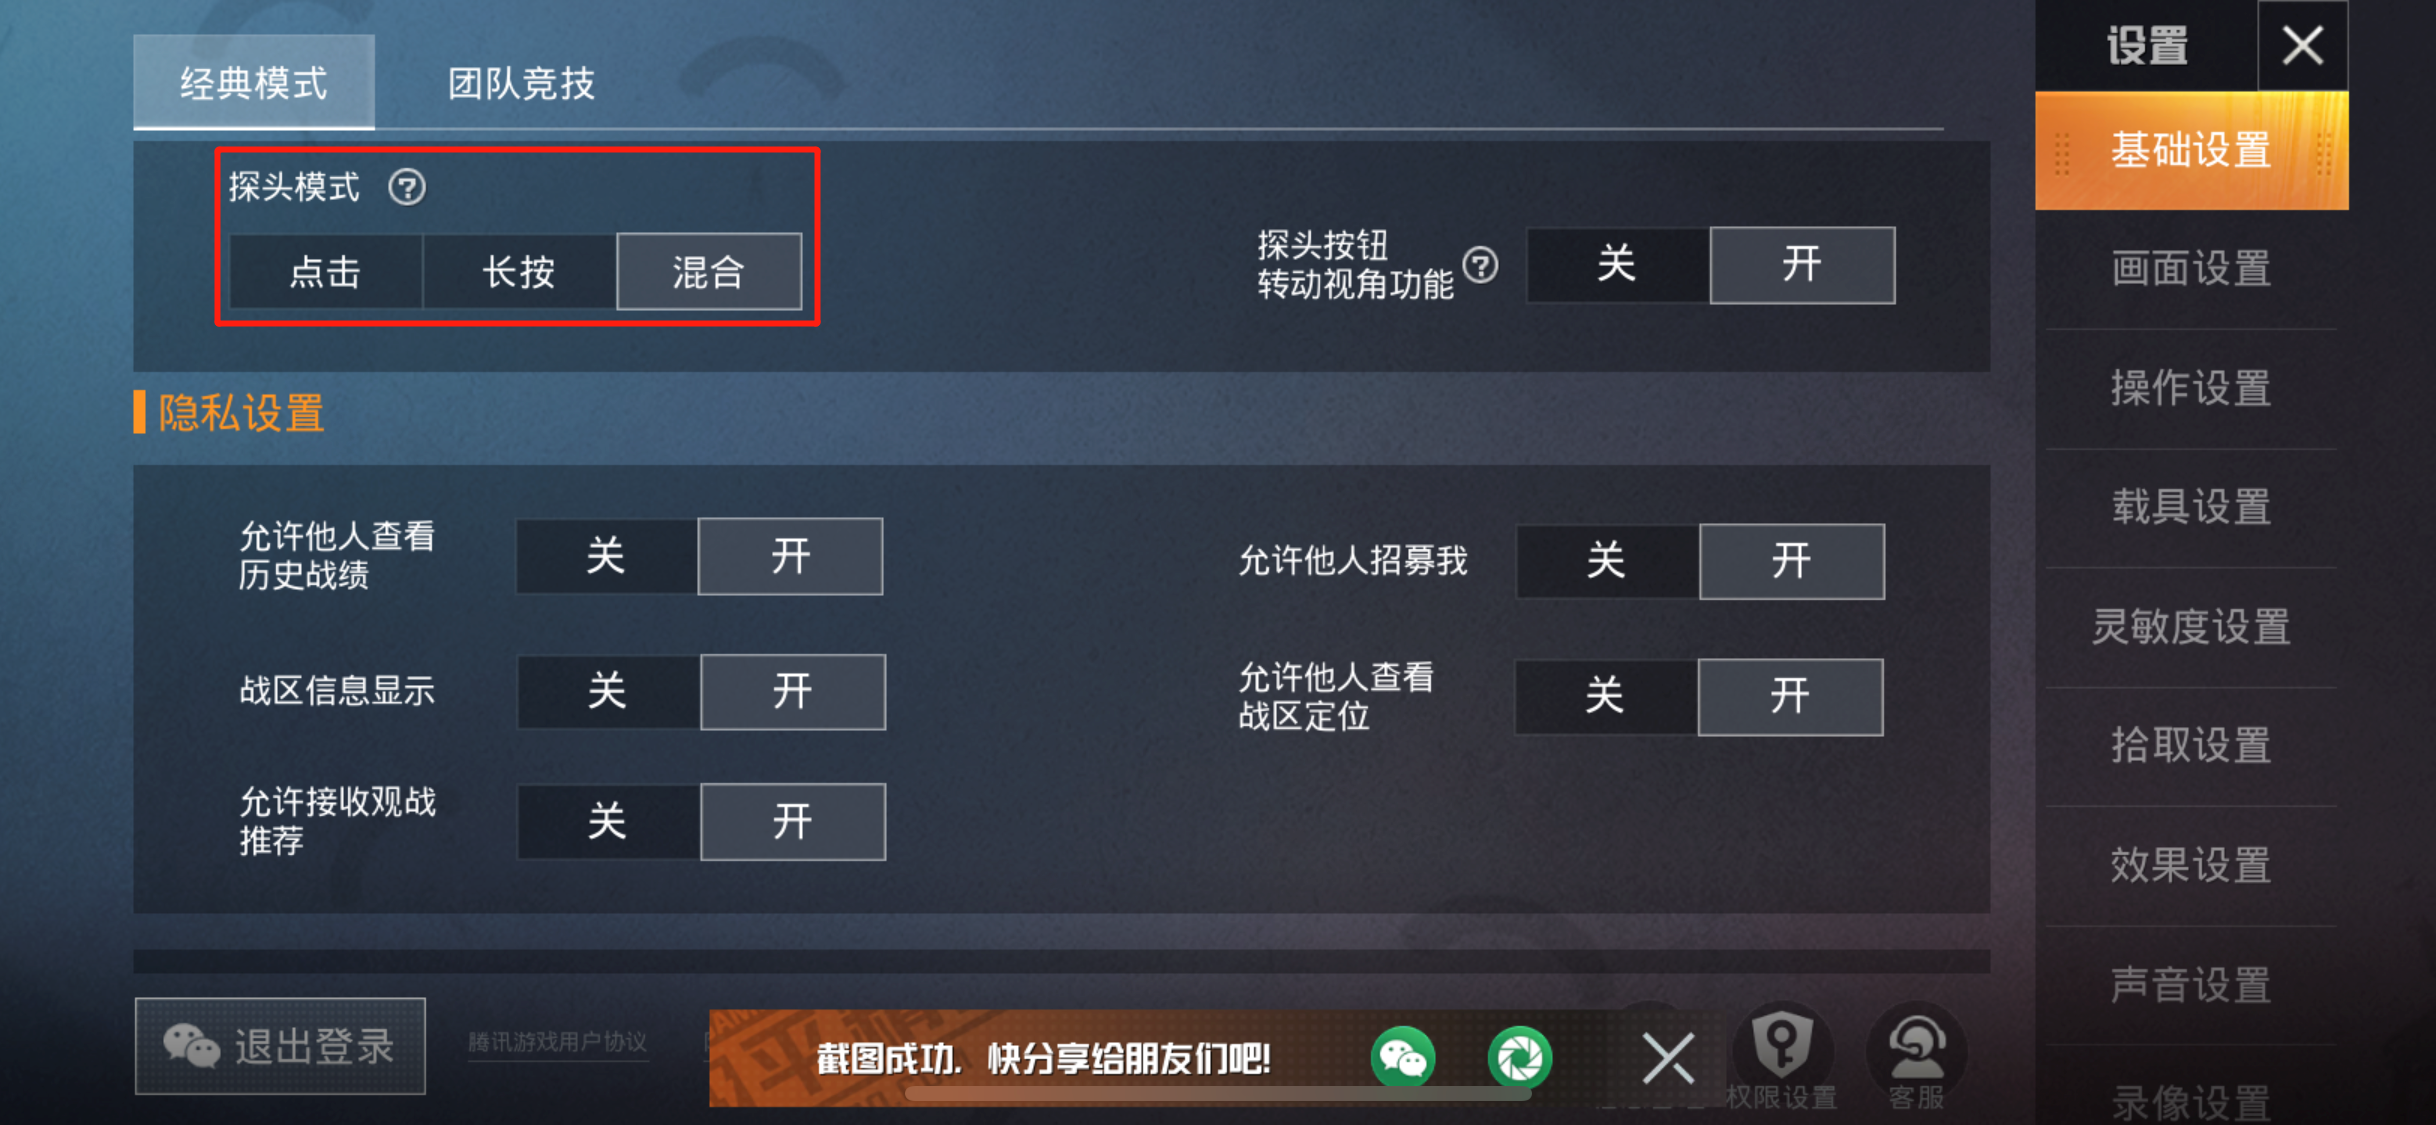 经典模式
团队竞技
设置
探头模式 ?
点击
长按
混合
探头按钮
转动视角功能 ?
关
开
隐私设置
允许他人查看
历史战绩
关
开
允许他人招募我
关
开
战区信息显示
关
开
允许他人查看
战区定位
关
开
允许接收观战
推荐
关
开
退出登录
腾讯游戏用户协议
截图成功，快分享给朋友们吧!
权限设置
客服
基础设置
画面设置
操作设置
载具设置
灵敏度设置
拾取设置
效果设置
声音设置
录像设置